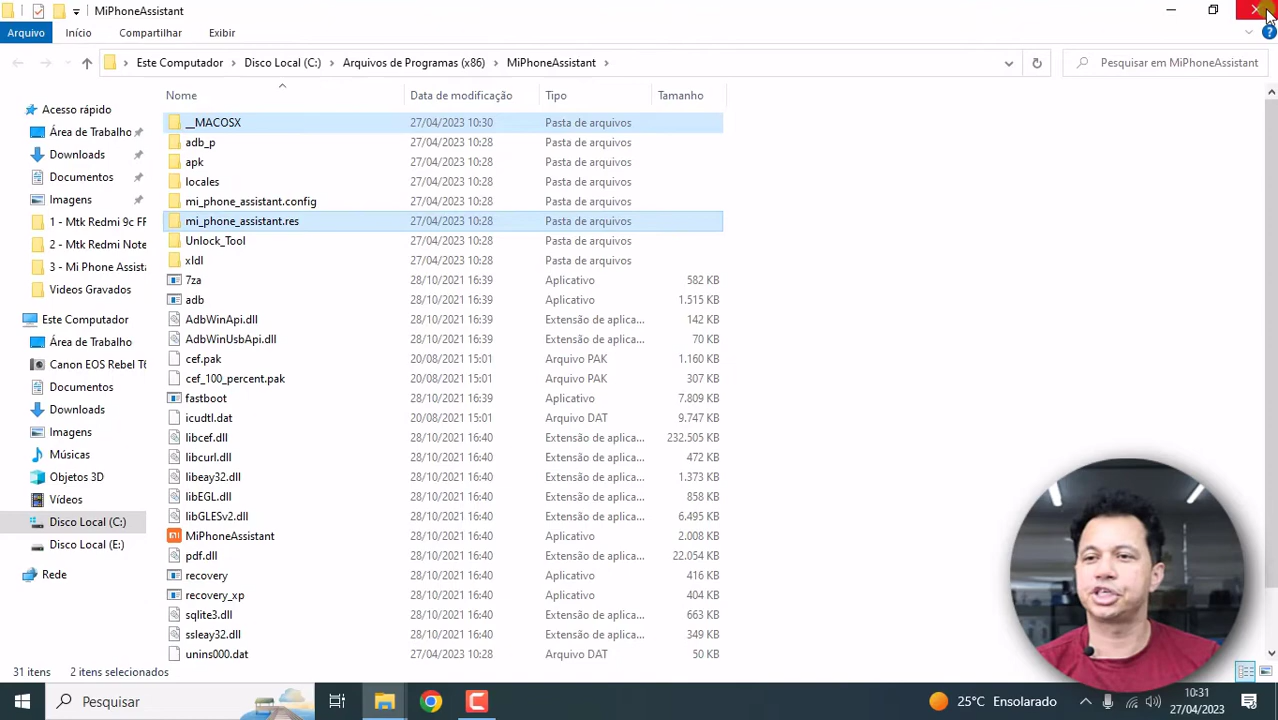 MiPhoneAssistant
Arquivo Início Compartilhar Exibir
Este Computador Disco Local (C:) Arquivos de Programas (x86) MiPhoneAssistant
Pesquisar em MiPhoneAssistant
Nome Data de modificação Tipo Tamanho
Acesso rápido
Área de Trabalho
Downloads
Documentos
Imagens
1 - Mtk Redmi 9c FF
2 - Mtk Redmi Note
3 - Mi Phone Assista
Videos Gravados
Este Computador
Área de Trabalho
Canon EOS Rebel T6
Documentos
Downloads
Imagens
Músicas
Objetos 3D
Vídeos
Disco Local (C:)
Disco Local (E:)
Rede
__MACOSX 27/04/2023 10:30 Pasta de arquivos
adb_p 27/04/2023 10:28 Pasta de arquivos
apk 27/04/2023 10:28 Pasta de arquivos
locales 27/04/2023 10:28 Pasta de arquivos
mi_phone_assistant.config 27/04/2023 10:28 Pasta de arquivos
mi_phone_assistant.res 27/04/2023 10:28 Pasta de arquivos
Unlock_Tool 27/04/2023 10:28 Pasta de arquivos
xldl 27/04/2023 10:28 Pasta de arquivos
7za 28/10/2021 16:39 Aplicativo 582 KB
adb 28/10/2021 16:39 Aplicativo 1.515 KB
AdbWinApi.dll 28/10/2021 16:39 Extensão de aplica... 142 KB
AdbWinUsbApi.dll 28/10/2021 16:39 Extensão de aplica... 70 KB
cef.pak 20/08/2021 15:01 Arquivo PAK 1.160 KB
cef_100_percent.pak 20/08/2021 15:01 Arquivo PAK 307 KB
fastboot 28/10/2021 16:39 Aplicativo 7.809 KB
icudtl.dat 20/08/2021 15:01 Arquivo DAT 9.747 KB
libcef.dll 28/10/2021 16:40 Extensão de aplica... 232.505 KB
libcurl.dll 28/10/2021 16:40 Extensão de aplica... 472 KB
libeay32.dll 28/10/2021 16:40 Extensão de aplica... 1.373 KB
libEGL.dll 28/10/2021 16:40 Extensão de aplica... 858 KB
libGLESv2.dll 28/10/2021 16:40 Extensão de aplica... 6.495 KB
MiPhoneAssistant 28/10/2021 16:40 Aplicativo 2.008 KB
pdf.dll 28/10/2021 16:40 Extensão de aplica... 22.054 KB
recovery 28/10/2021 16:40 Aplicativo 416 KB
recovery_xp 28/10/2021 16:40 Aplicativo 404 KB
sqlite3.dll 28/10/2021 16:40 Extensão de aplica... 663 KB
ssleay32.dll 28/10/2021 16:40 Extensão de aplica... 349 KB
unins000.dat 27/04/2023 10:28 Arquivo DAT 50 KB
31 itens 2 itens selecionados
Pesquisar
25°C Ensolarado
10:31
27/04/2023